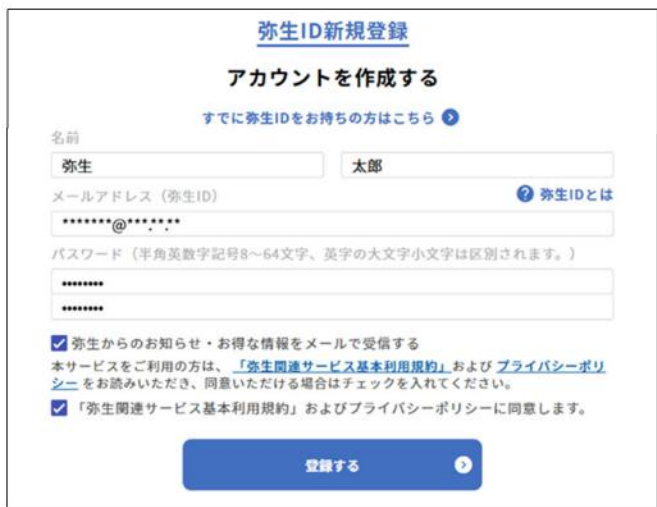 弥生ID新規登録
アカウントを作成する
すでに弥生IDをお持ちの方はこちら
名前
弥生 太郎
メールアドレス（弥生ID） ? 弥生IDとは
*******@***.**.**
パスワード（半角英数字記号8～64文字、英字の大文字小文字は区別されます。）
••••••••
••••••••
弥生からのお知らせ・お得な情報をメールで受信する
本サービスをご利用の方は、「弥生関連サービス基本利用規約」および プライバシーポリ
シー をお読みいただき、同意いただける場合はチェックを入れてください。
「弥生関連サービス基本利用規約」およびプライバシーポリシーに同意します。
登録する